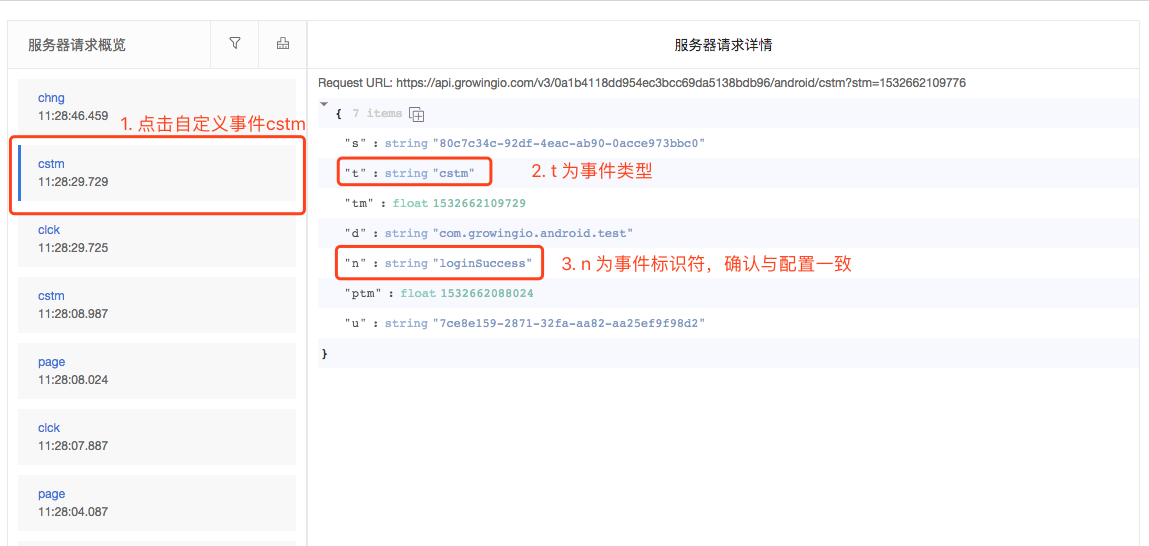 服务器请求概览
服务器请求详情
chng
11:28:46.459
1. 点击自定义事件cstm
cstm
11:28:29.729
clck
11:28:29.725
cstm
11:28:08.987
page
11:28:08.024
clck
11:28:07.887
page
11:28:04.087
Request URL: https://api.growingio.com/v3/0a1b4118dd954ec3bcc69da5138bdb96/android/cstm?stm=1532662109776
{ 7 items
"s" : string "80c7c34c-92df-4eac-ab90-0acce973bbc0"
"t" : string "cstm"
2. t 为事件类型
"tm" : float 1532662109729
"d" : string "com.growingio.android.test"
"n" : string "loginSuccess"
3. n 为事件标识符，确认与配置一致
"ptm" : float 1532662088024
"u" : string "7ce8e159-2871-32fa-aa82-aa25ef9f98d2"
}